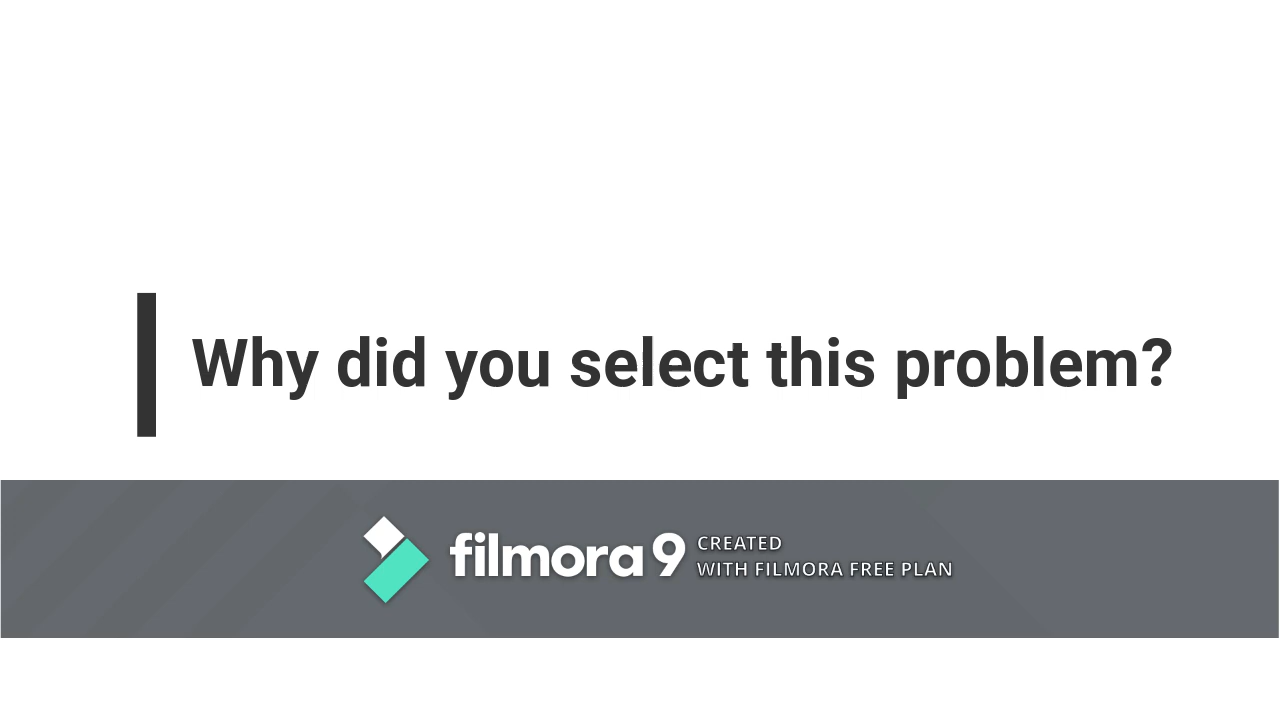 Why did you select this problem?
filmora 9
CREATED
WITH FILMORA FREE PLAN